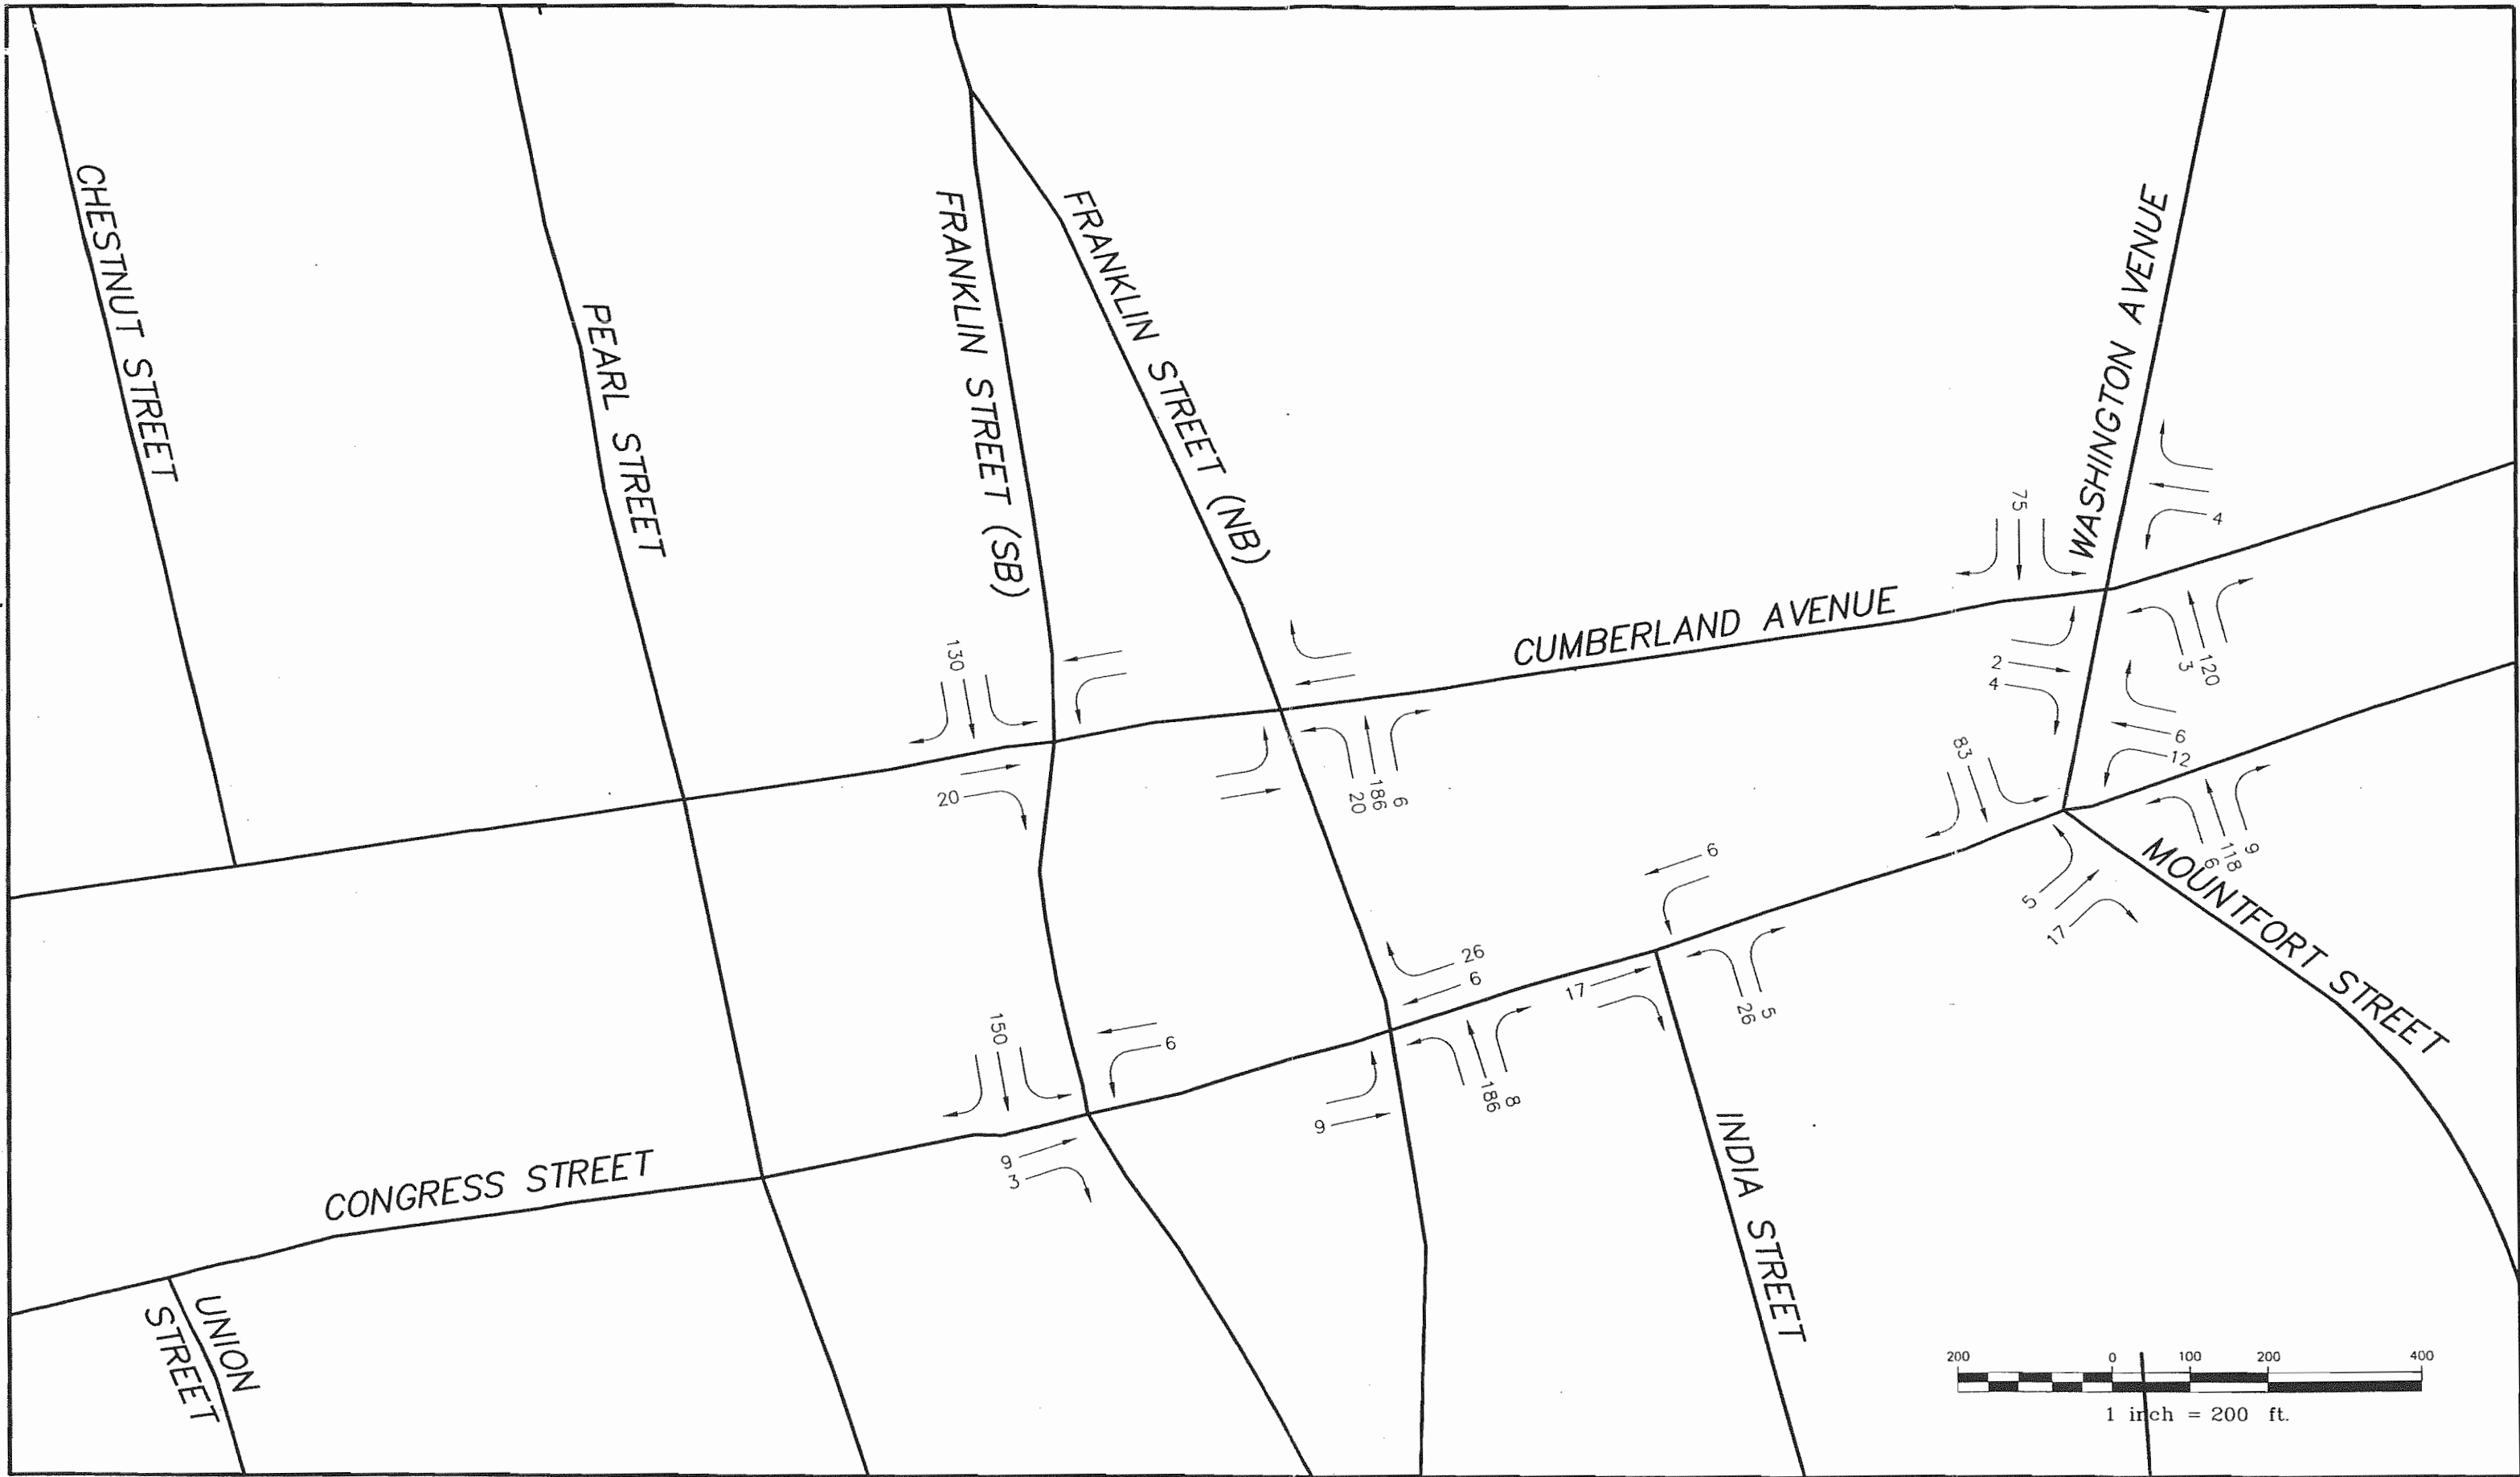 CHESTNUT STREET
PEARL STREET
FRANKLIN STREET (SB)
FRANKLIN STREET (NB)
WASHINGTON AVENUE
75
4
CUMBERLAND AVENUE
130
20
20
186
6
2
4
3
120
6
12
83
6
118
9
5
17
MOUNTFORT STREET
6
26
6
17
26
5
150
6
9
186
8
9
3
INDIA STREET
CONGRESS STREET
UNION
STREET
200 0 100 200 400
1 inch = 200 ft.